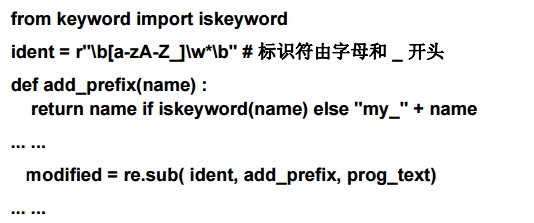 from keyword import iskeyword
ident = r"\b[a-zA-Z_]\w*\b" # 标识符由字母和 _ 开头
def add_prefix(name) :
return name if iskeyword(name) else "my_" + name
... ...
modified = re.sub( ident, add_prefix, prog_text)
... ...